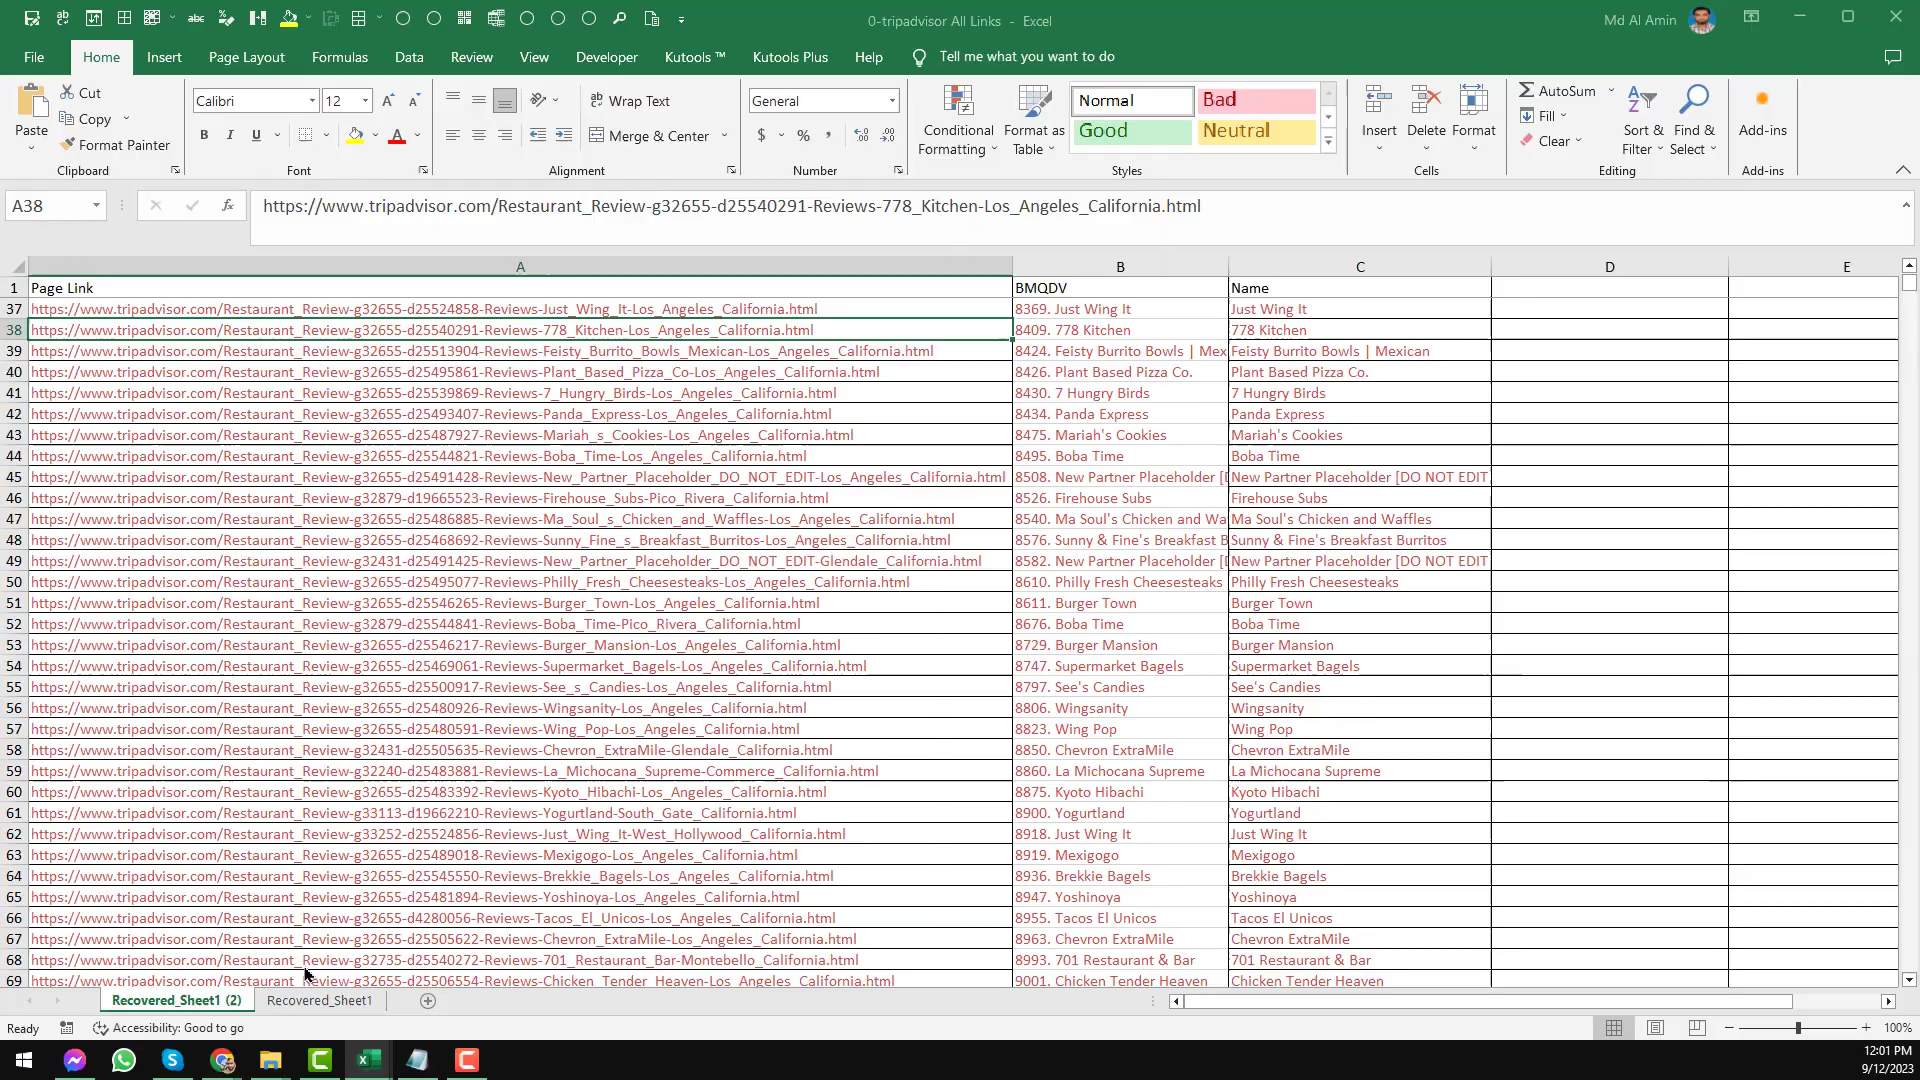 0-tripadvisor All Links - Excel
Md Al Amin
File Home Insert Page Layout Formulas Data Review View Developer Kutools ™ Kutools Plus Help Tell me what you want to do
Paste Cut Copy Format Painter Clipboard
Calibri 12 B I U Font
Wrap Text Merge & Center Alignment
General $ % , Number
Conditional Formatting Format as Table Normal Bad Good Neutral Styles
Insert Delete Format Cells
AutoSum Fill Clear Sort & Filter Find & Select Editing
Add-ins Add-ins
A38 fx https://www.tripadvisor.com/Restaurant_Review-g32655-d25540291-Reviews-778_Kitchen-Los_Angeles_California.html
A B C D E
1 Page Link BMQDV Name
37 https://www.tripadvisor.com/Restaurant_Review-g32655-d25524858-Reviews-Just_Wing_It-Los_Angeles_California.html 8369. Just Wing It Just Wing It
38 https://www.tripadvisor.com/Restaurant_Review-g32655-d25540291-Reviews-778_Kitchen-Los_Angeles_California.html 8409. 778 Kitchen 778 Kitchen
39 https://www.tripadvisor.com/Restaurant_Review-g32655-d25513904-Reviews-Feisty_Burrito_Bowls_Mexican-Los_Angeles_California.html 8424. Feisty Burrito Bowls | Mex Feisty Burrito Bowls | Mexican
40 https://www.tripadvisor.com/Restaurant_Review-g32655-d25495861-Reviews-Plant_Based_Pizza_Co-Los_Angeles_California.html 8426. Plant Based Pizza Co. Plant Based Pizza Co.
41 https://www.tripadvisor.com/Restaurant_Review-g32655-d25539869-Reviews-7_Hungry_Birds-Los_Angeles_California.html 8430. 7 Hungry Birds 7 Hungry Birds
42 https://www.tripadvisor.com/Restaurant_Review-g32655-d25493407-Reviews-Panda_Express-Los_Angeles_California.html 8434. Panda Express Panda Express
43 https://www.tripadvisor.com/Restaurant_Review-g32655-d25487927-Reviews-Mariah_s_Cookies-Los_Angeles_California.html 8475. Mariah's Cookies Mariah's Cookies
44 https://www.tripadvisor.com/Restaurant_Review-g32655-d25544821-Reviews-Boba_Time-Los_Angeles_California.html 8495. Boba Time Boba Time
45 https://www.tripadvisor.com/Restaurant_Review-g32655-d25491428-Reviews-New_Partner_Placeholder_DO_NOT_EDIT-Los_Angeles_California.html 8508. New Partner Placeholder [D New Partner Placeholder [DO NOT EDIT
46 https://www.tripadvisor.com/Restaurant_Review-g32879-d19665523-Reviews-Firehouse_Subs-Pico_Rivera_California.html 8526. Firehouse Subs Firehouse Subs
47 https://www.tripadvisor.com/Restaurant_Review-g32655-d25486885-Reviews-Ma_Soul_s_Chicken_and_Waffles-Los_Angeles_California.html 8540. Ma Soul's Chicken and Wa Ma Soul's Chicken and Waffles
48 https://www.tripadvisor.com/Restaurant_Review-g32655-d25468692-Reviews-Sunny_Fine_s_Breakfast_Burritos-Los_Angeles_California.html 8576. Sunny & Fine's Breakfast B Sunny & Fine's Breakfast Burritos
49 https://www.tripadvisor.com/Restaurant_Review-g32431-d25491425-Reviews-New_Partner_Placeholder_DO_NOT_EDIT-Glendale_California.html 8582. New Partner Placeholder [D New Partner Placeholder [DO NOT EDIT
50 https://www.tripadvisor.com/Restaurant_Review-g32655-d25495077-Reviews-Philly_Fresh_Cheesesteaks-Los_Angeles_California.html 8610. Philly Fresh Cheesesteaks Philly Fresh Cheesesteaks
51 https://www.tripadvisor.com/Restaurant_Review-g32655-d25546265-Reviews-Burger_Town-Los_Angeles_California.html 8611. Burger Town Burger Town
52 https://www.tripadvisor.com/Restaurant_Review-g32879-d25544841-Reviews-Boba_Time-Pico_Rivera_California.html 8676. Boba Time Boba Time
53 https://www.tripadvisor.com/Restaurant_Review-g32655-d25546217-Reviews-Burger_Mansion-Los_Angeles_California.html 8729. Burger Mansion Burger Mansion
54 https://www.tripadvisor.com/Restaurant_Review-g32655-d25469061-Reviews-Supermarket_Bagels-Los_Angeles_California.html 8747. Supermarket Bagels Supermarket Bagels
55 https://www.tripadvisor.com/Restaurant_Review-g32655-d25500917-Reviews-See_s_Candies-Los_Angeles_California.html 8797. See's Candies See's Candies
56 https://www.tripadvisor.com/Restaurant_Review-g32655-d25480926-Reviews-Wingsanity-Los_Angeles_California.html 8806. Wingsanity Wingsanity
57 https://www.tripadvisor.com/Restaurant_Review-g32655-d25480591-Reviews-Wing_Pop-Los_Angeles_California.html 8823. Wing Pop Wing Pop
58 https://www.tripadvisor.com/Restaurant_Review-g32431-d25505635-Reviews-Chevron_ExtraMile-Glendale_California.html 8850. Chevron ExtraMile Chevron ExtraMile
59 https://www.tripadvisor.com/Restaurant_Review-g32240-d25483881-Reviews-La_Michocana_Supreme-Commerce_California.html 8860. La Michocana Supreme La Michocana Supreme
60 https://www.tripadvisor.com/Restaurant_Review-g32655-d25483392-Reviews-Kyoto_Hibachi-Los_Angeles_California.html 8875. Kyoto Hibachi Kyoto Hibachi
61 https://www.tripadvisor.com/Restaurant_Review-g33113-d19662210-Reviews-Yogurtland-South_Gate_California.html 8900. Yogurtland Yogurtland
62 https://www.tripadvisor.com/Restaurant_Review-g33252-d25524856-Reviews-Just_Wing_It-West_Hollywood_California.html 8918. Just Wing It Just Wing It
63 https://www.tripadvisor.com/Restaurant_Review-g32655-d25489018-Reviews-Mexigogo-Los_Angeles_California.html 8919. Mexigogo Mexigogo
64 https://www.tripadvisor.com/Restaurant_Review-g32655-d25545550-Reviews-Brekkie_Bagels-Los_Angeles_California.html 8936. Brekkie Bagels Brekkie Bagels
65 https://www.tripadvisor.com/Restaurant_Review-g32655-d25481894-Reviews-Yoshinoya-Los_Angeles_California.html 8947. Yoshinoya Yoshinoya
66 https://www.tripadvisor.com/Restaurant_Review-g32655-d4280056-Reviews-Tacos_El_Unicos-Los_Angeles_California.html 8955. Tacos El Unicos Tacos El Unicos
67 https://www.tripadvisor.com/Restaurant_Review-g32655-d25505622-Reviews-Chevron_ExtraMile-Los_Angeles_California.html 8963. Chevron ExtraMile Chevron ExtraMile
68 https://www.tripadvisor.com/Restaurant_Review-g32735-d25540272-Reviews-701_Restaurant_Bar-Montebello_California.html 8993. 701 Restaurant & Bar 701 Restaurant & Bar
69 https://www.tripadvisor.com/Restaurant_Review-g32655-d25506554-Reviews-Chicken_Tender_Heaven-Los_Angeles_California.html 9001. Chicken Tender Heaven Chicken Tender Heaven
Recovered_Sheet1 (2) Recovered_Sheet1
Ready Accessibility: Good to go 100%
12:01 PM
9/12/2023